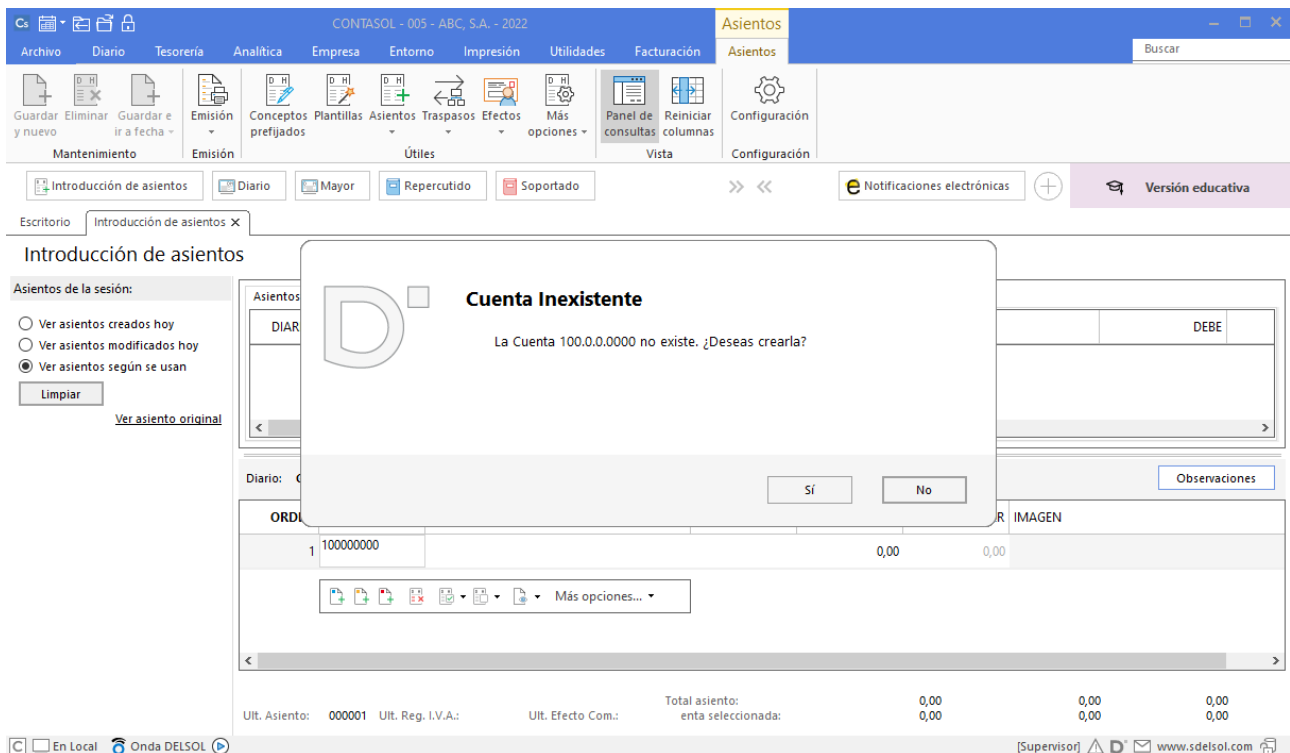 Cs CONTASOL - 005 - ABC, S.A. - 2022 Asientos
Archivo Diario Tesorería Analítica Empresa Entorno Impresión Utilidades Facturación Asientos Buscar
D H D H D H D H
Guardar Eliminar Guardar e Emisión Conceptos Plantillas Asientos Traspasos Efectos Más Panel de Reiniciar Configuración
y nuevo ir a fecha prefijados opciones consultas columnas
Mantenimiento Emisión Útiles Vista Configuración
Introducción de asientos Diario Mayor Repercutido Soportado Notificaciones electrónicas Versión educativa
Escritorio Introducción de asientos X
Introducción de asientos
Asientos de la sesión:
Asientos
Ver asientos creados hoy
Ver asientos modificados hoy
Ver asientos según se usan
Limpiar
Ver asiento original
DIAR DEBE
Cuenta Inexistente
La Cuenta 100.0.0.0000 no existe. ¿Deseas crearla?
Sí No
Diario: Observaciones
ORDE R IMAGEN
1 100000000 0,00 0,00
Más opciones...
Total asiento: 0,00 0,00 0,00
Ult. Asiento: 000001 Ult. Reg. I.V.A.: Ult. Efecto Com.: enta seleccionada: 0,00 0,00 0,00
C En Local Onda DELSOL [Supervisor] D www.sdelsol.com